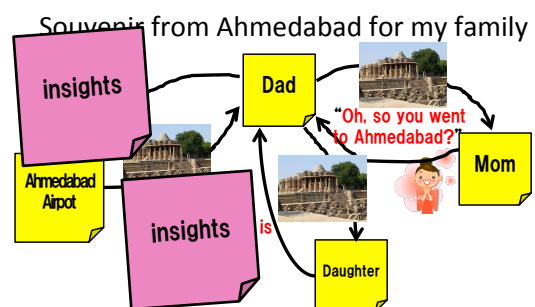 Souvenir from Ahmedabad for my family
insights
Dad
"Oh, so you went
to Ahmedabad?"
Mom
Ahmedabad
Airpot
insights
is
Daughter